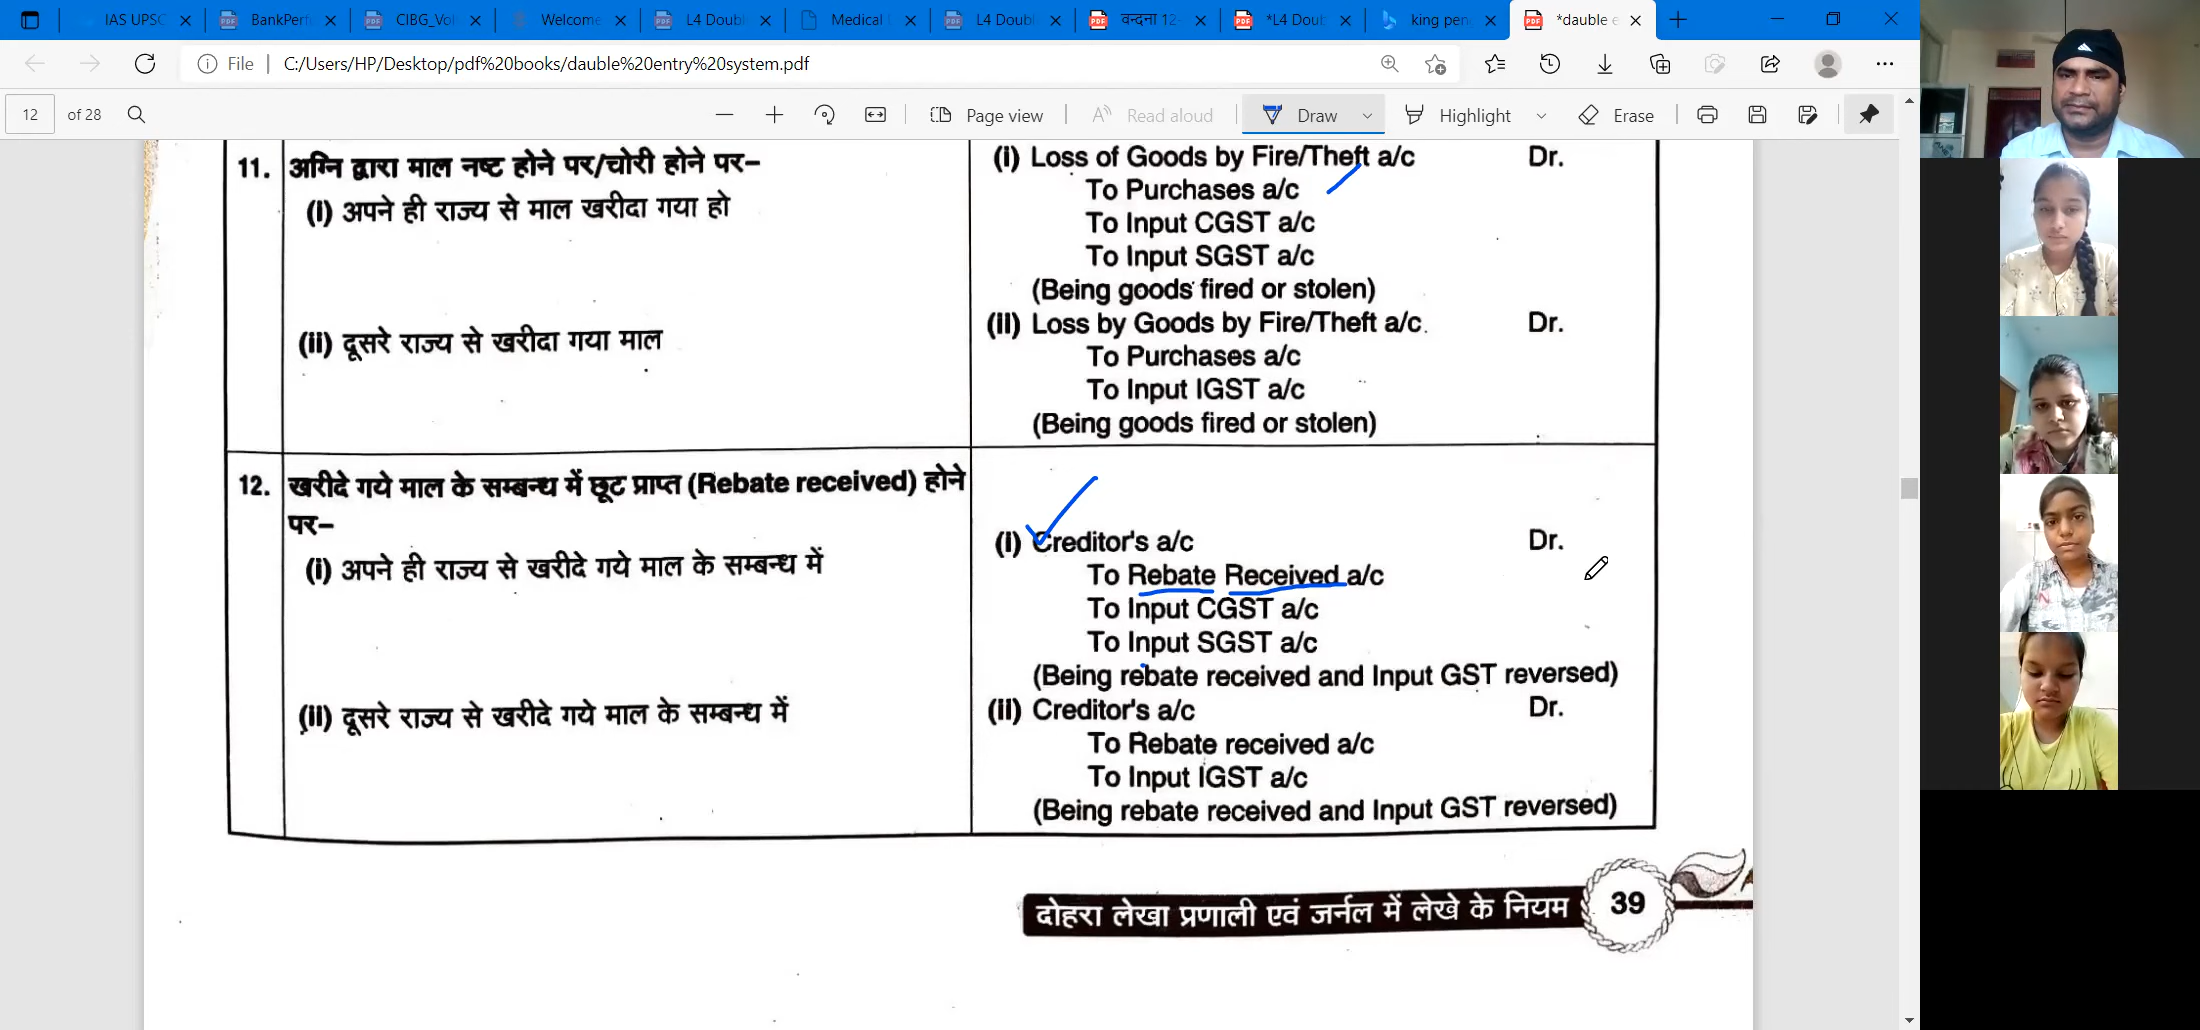 IAS UPSC
BankPerf
CIBG_Vol
Welcome
L4 Doubl
Medical
L4 Doubl
वन्दना 12-
*L4 Doub
king pen
*dauble e
File
C:/Users/HP/Desktop/pdf%20books/dauble%20entry%20system.pdf
12
of 28
Page view
Read aloud
Draw
Highlight
Erase
11. अग्नि द्वारा माल नष्ट होने पर/चोरी होने पर–
(i) अपने ही राज्य से माल खरीदा गया हो
(ii) दूसरे राज्य से खरीदा गया माल
(i) Loss of Goods by Fire/Theft a/c Dr.
To Purchases a/c
To Input CGST a/c
To Input SGST a/c
(Being goods fired or stolen)
(ii) Loss by Goods by Fire/Theft a/c. Dr.
To Purchases a/c
To Input IGST a/c
(Being goods fired or stolen)
12. खरीदे गये माल के सम्बन्ध में छूट प्राप्त (Rebate received) होने
पर–
(i) अपने ही राज्य से खरीदे गये माल के सम्बन्ध में
(ii) दूसरे राज्य से खरीदे गये माल के सम्बन्ध में
(i) Creditor's a/c Dr.
To Rebate Received a/c
To Input CGST a/c
To Input SGST a/c
(Being rebate received and Input GST reversed)
(ii) Creditor's a/c Dr.
To Rebate received a/c
To Input IGST a/c
(Being rebate received and Input GST reversed)
दोहरा लेखा प्रणाली एवं जर्नल में लेखे के नियम 39